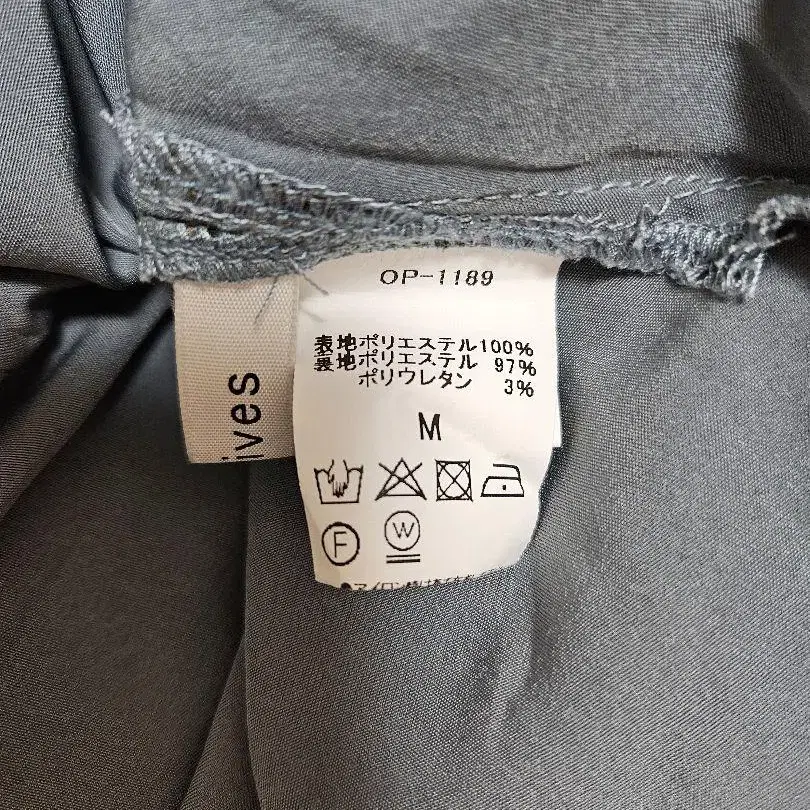 OP-1189
表地ポリエステル100%
裏地ポリエステル 97%
ポリウレタン 3%
M
F
W
ives